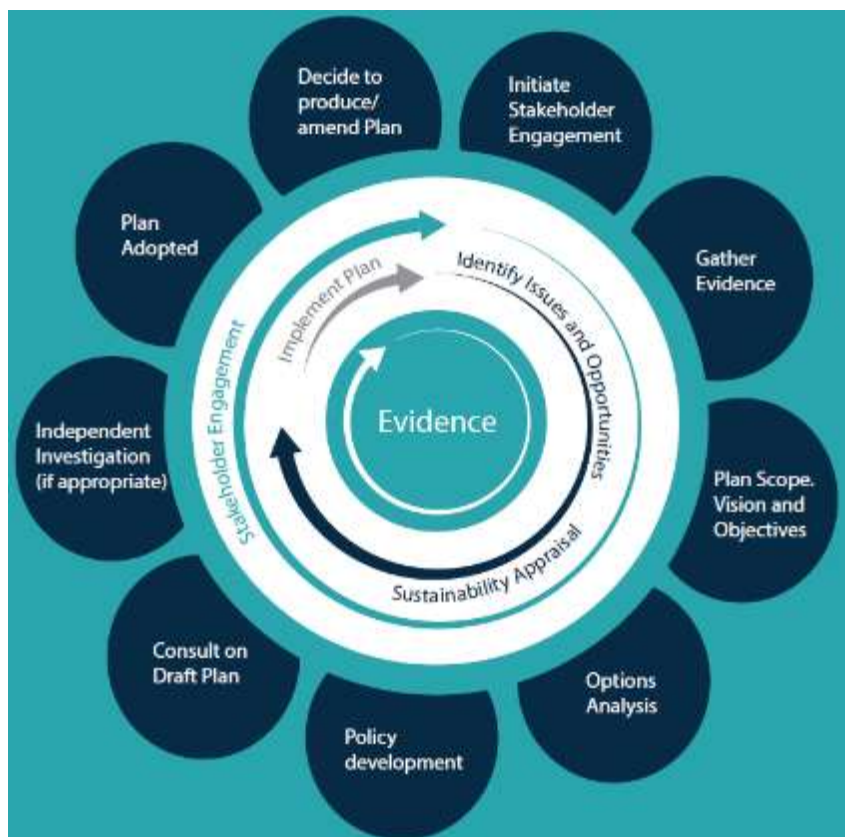 Decide to
produce/
amend Plan
Initiate
Stakeholder
Engagement
Gather
Evidence
Plan Scope.
Vision and
Objectives
Options
Analysis
Policy
development
Consult on
Draft Plan
Independent
Investigation
(if appropriate)
Plan
Adopted
Stakeholder Engagement
Implement Plan
Identify Issues and Opportunities
Sustainability Appraisal
Evidence